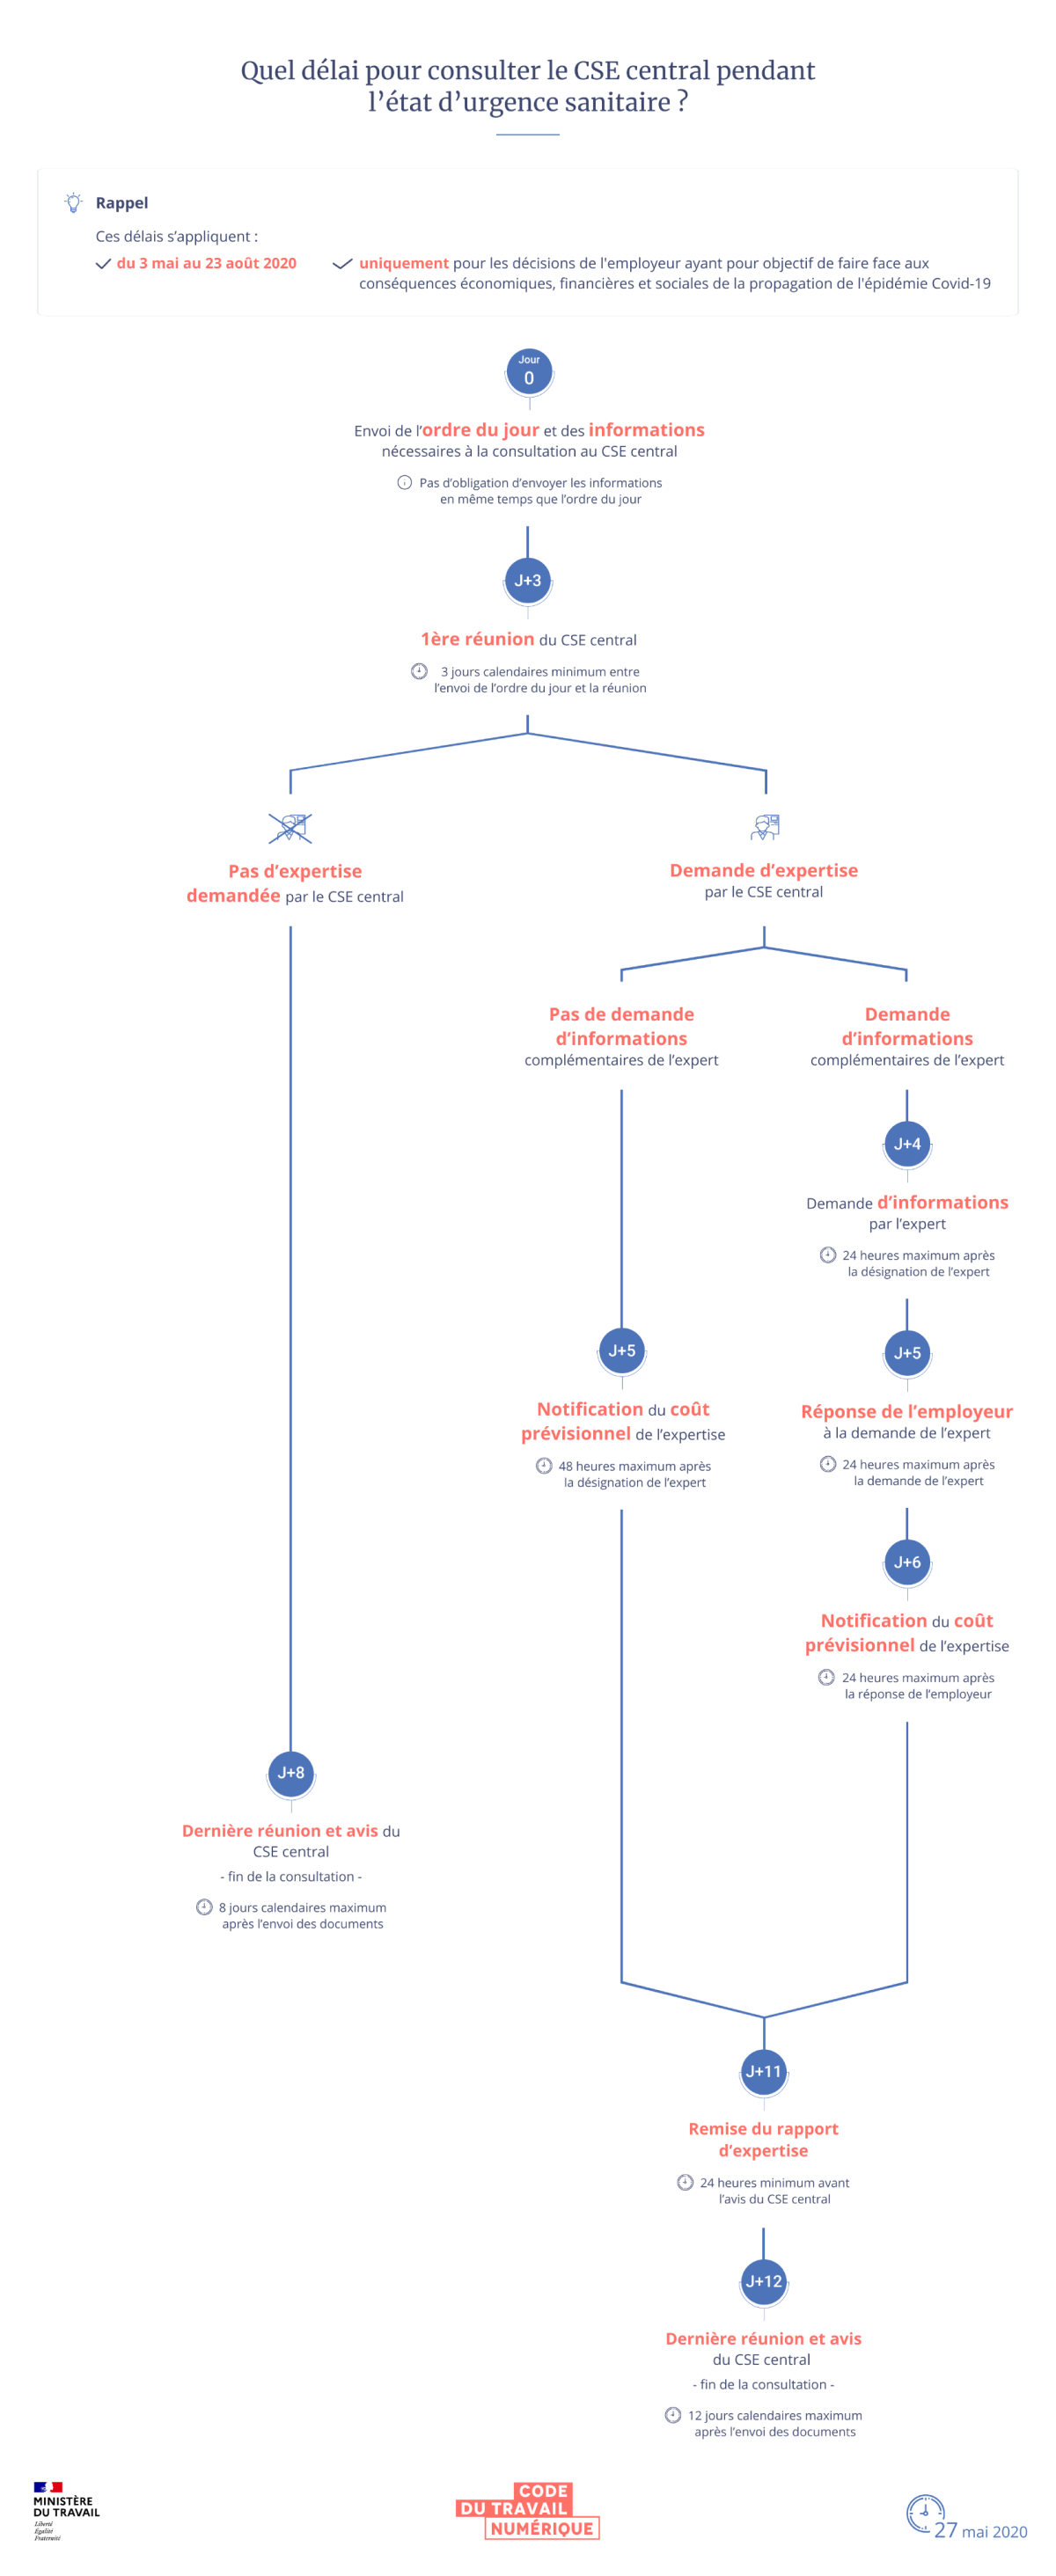 Quel délai pour consulter le CSE central pendant
l’état d’urgence sanitaire ?
Rappel
Ces délais s’appliquent :
du 3 mai au 23 août 2020
uniquement pour les décisions de l'employeur ayant pour objectif de faire face aux
conséquences économiques, financières et sociales de la propagation de l'épidémie Covid-19
Jour
0
Envoi de l’ordre du jour et des informations
nécessaires à la consultation au CSE central
Pas d’obligation d’envoyer les informations
en même temps que l’ordre du jour
J+3
1ère réunion du CSE central
3 jours calendaires minimum entre
l’envoi de l’ordre du jour et la réunion
Pas d’expertise
demandée par le CSE central
Demande d’expertise
par le CSE central
Pas de demande
d’informations
complémentaires de l’expert
Demande
d’informations
complémentaires de l’expert
J+4
Demande d’informations
par l’expert
24 heures maximum après
la désignation de l’expert
J+5
Notification du coût
prévisionnel de l’expertise
48 heures maximum après
la désignation de l’expert
J+5
Réponse de l’employeur
à la demande de l’expert
24 heures maximum après
la demande de l’expert
J+6
Notification du coût
prévisionnel de l’expertise
24 heures maximum après
la réponse de l’employeur
J+8
Dernière réunion et avis du
CSE central
- fin de la consultation -
8 jours calendaires maximum
après l’envoi des documents
J+11
Remise du rapport
d’expertise
24 heures minimum avant
l’avis du CSE central
J+12
Dernière réunion et avis
du CSE central
- fin de la consultation -
12 jours calendaires maximum
après l’envoi des documents
MINISTÈRE
DU TRAVAIL
Liberté
Égalité
Fraternité
CODE
DU TRAVAIL
NUMÉRIQUE
27 mai 2020